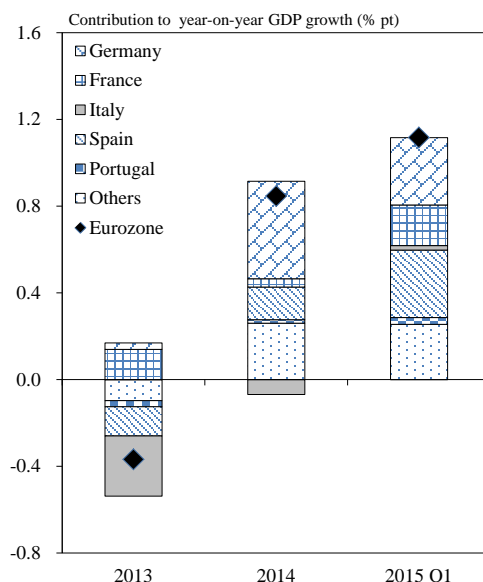 Contribution to year-on-year GDP growth (% pt)
1.6
Germany
France
1.2
Italy
Spain
Portugal
0.8
Others
Eurozone
0.4
0.0
-0.4
-0.8
2013 2014 2015 Q1